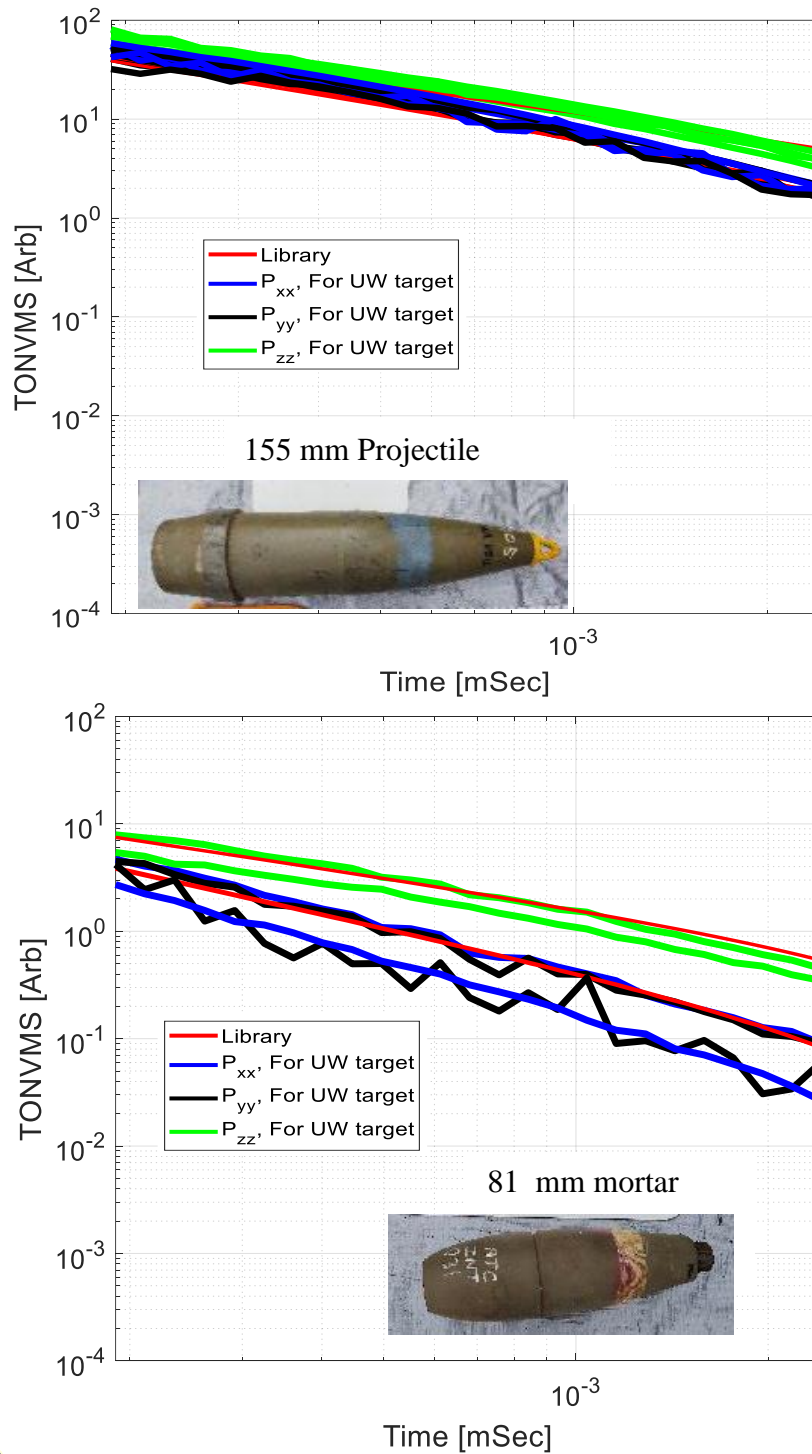 10^2
10^1
10^0
10^-1
10^-2
10^-3
10^-4
TONVMS [Arb]
Library
P_xx, For UW target
P_yy, For UW target
P_zz, For UW target
155 mm Projectile
10^-3
Time [mSec]
10^2
10^1
10^0
10^-1
10^-2
10^-3
10^-4
TONVMS [Arb]
Library
P_xx, For UW target
P_yy, For UW target
P_zz, For UW target
81 mm mortar
ATC
INT
10^-3
Time [mSec]